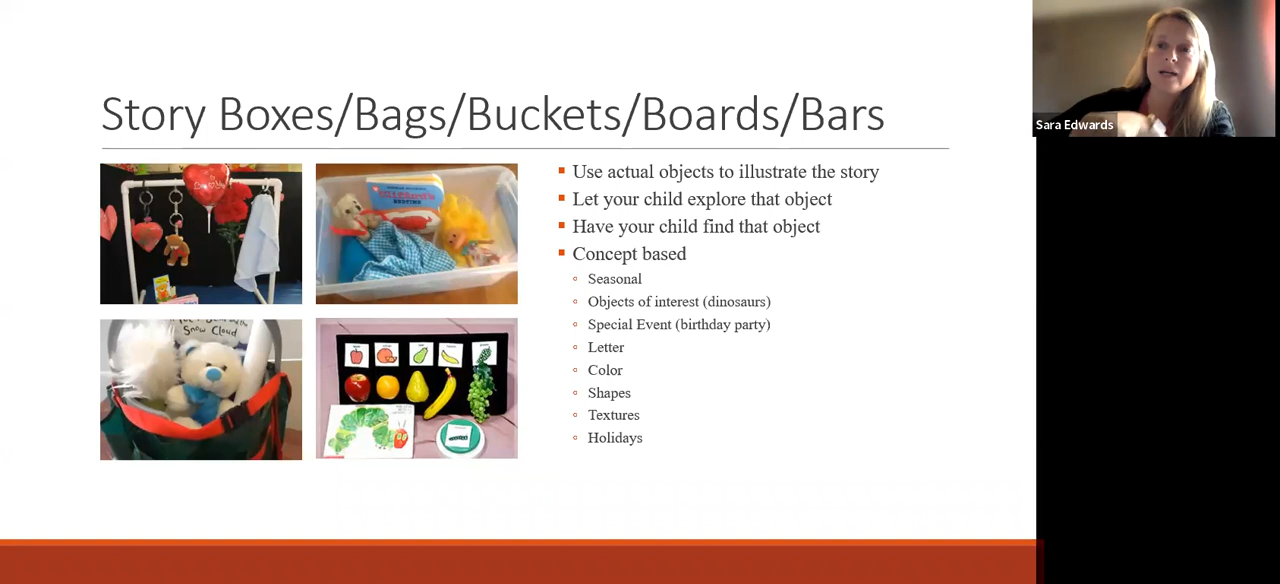 Story Boxes/Bags/Buckets/Boards/Bars
Use actual objects to illustrate the story
Let your child explore that object
Have your child find that object
Concept based
Seasonal
Objects of interest (dinosaurs)
Special Event (birthday party)
Letter
Color
Shapes
Textures
Holidays
Snow Cloud
Sara Edwards